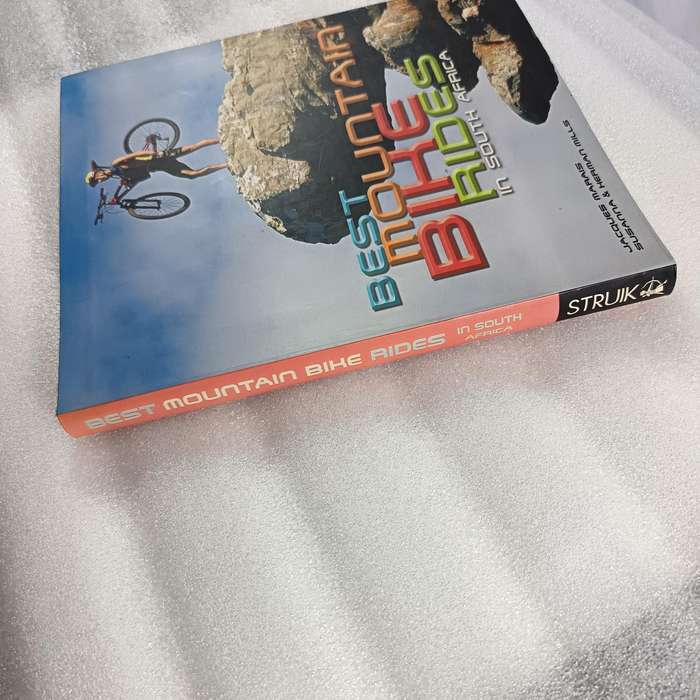 BEST
MOUNTAIN
BIKE
RIDES
IN SOUTH AFRICA
JACQUES MARAIS
SUSANNA & HERMAN MILLS
BEST MOUNTAIN BIKE RIDES IN SOUTH
AFRICA
STRUIK